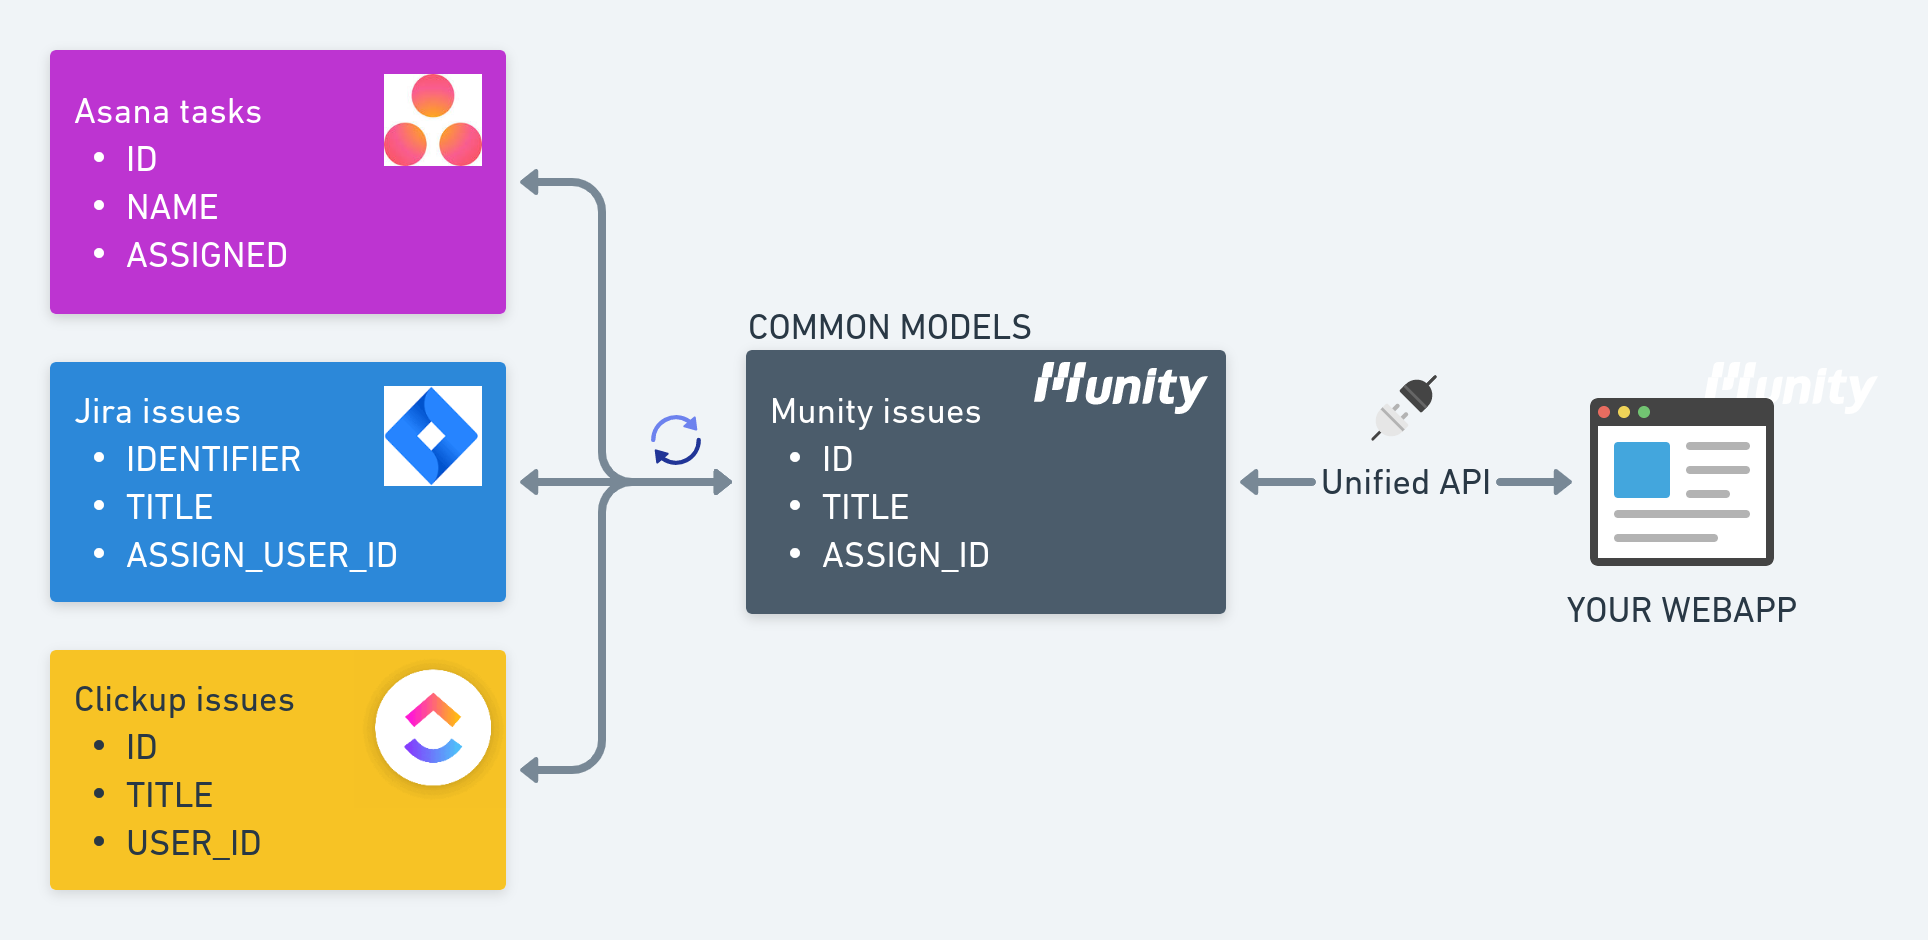 Asana tasks
• ID
• NAME
• ASSIGNED
Jira issues
• IDENTIFIER
• TITLE
• ASSIGN_USER_ID
Clickup issues
• ID
• TITLE
• USER_ID
COMMON MODELS
Munity
Munity issues
• ID
• TITLE
• ASSIGN_ID
Unified API
Munity
YOUR WEBAPP